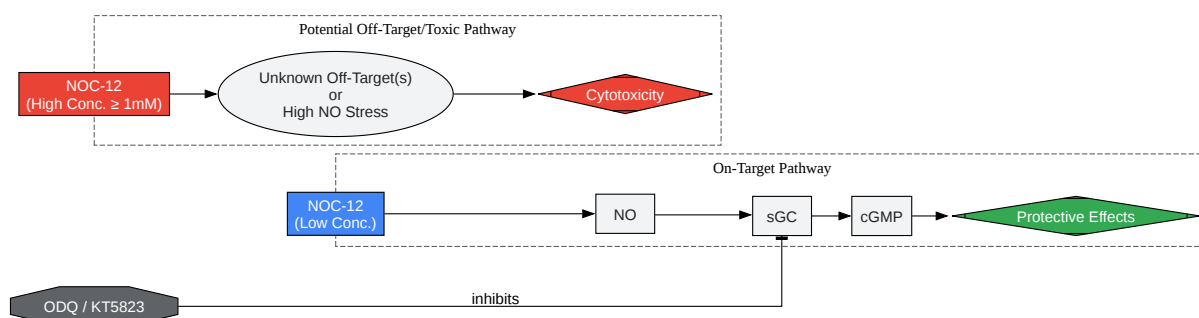 Potential Off-Target/Toxic Pathway
NOC-12
(High Conc. ≥ 1mM)
Unknown Off-Target(s)
or
High NO Stress
Cytotoxicity
On-Target Pathway
NOC-12
(Low Conc.)
NO
sGC
cGMP
Protective Effects
ODQ / KT5823
inhibits